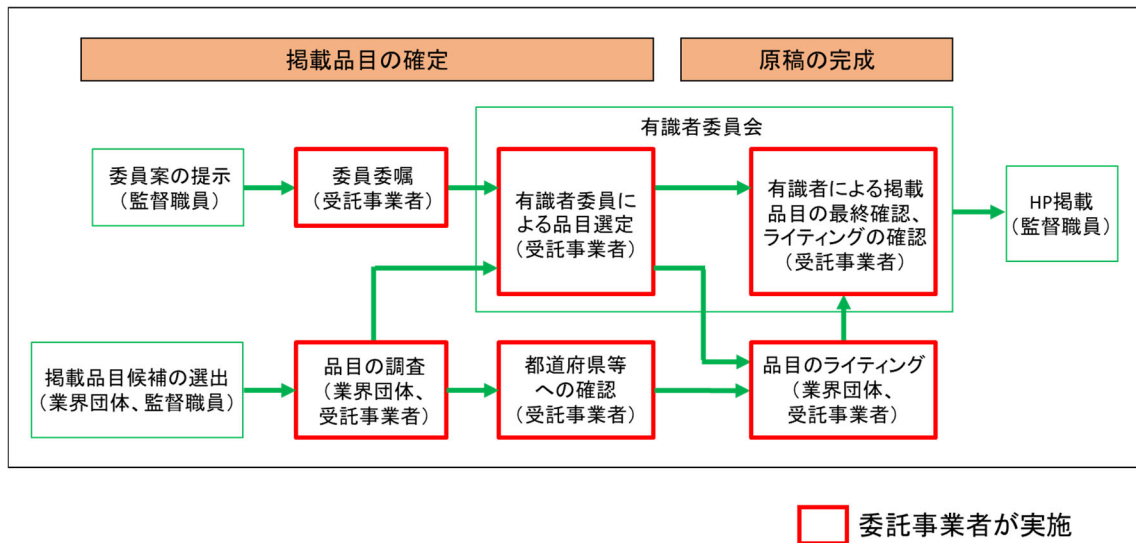 掲載品目の確定
原稿の完成
有識者委員会
委員案の提示
(監督職員)
委員委嘱
(受託事業者)
有識者委員に
よる品目選定
(受託事業者)
有識者による掲載
品目の最終確認、
ライティングの確認
(受託事業者)
HP掲載
(監督職員)
掲載品目候補の選出
(業界団体、監督職員)
品目の調査
(業界団体、
受託事業者)
都道府県等
への確認
(受託事業者)
品目のライティング
(業界団体、
受託事業者)
委託事業者が実施